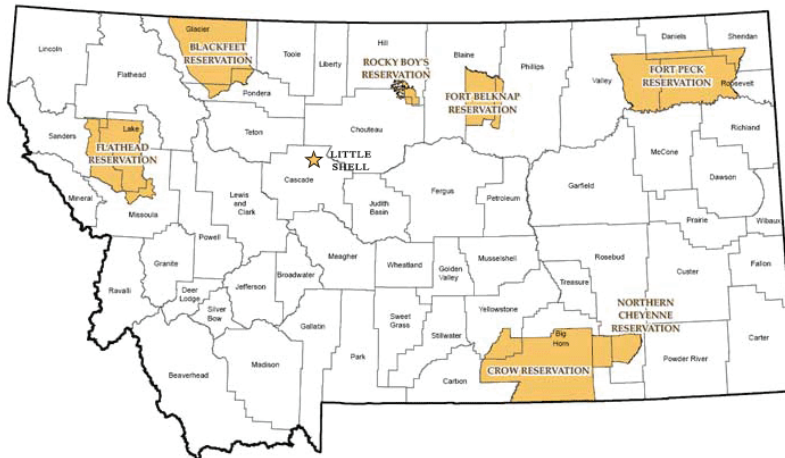 Glacier
BLACKFEET
RESERVATION
Lincoln
Flathead
Toole
Liberty
Hill
ROCKY BOY'S
RESERVATION
Blaine
Phillips
Daniels
Sheridan
Valley
FORT PECK
RESERVATION
Roosevelt
Pondera
FORT BELKNAP
RESERVATION
Sanders
Lake
FLATHEAD
RESERVATION
Teton
Chouteau
Richland
LITTLE
SHELL
Cascade
McCone
Dawson
Mineral
Missoula
Lewis
and
Clark
Judith
Basin
Fergus
Petroleum
Garfield
Prairie
Wibaux
Powell
Meagher
Wheatland
Golden
Valley
Musselshell
Rosebud
Custer
Fallon
Granite
Ravalli
Deer
Lodge
Silver
Bow
Jefferson
Broadwater
Treasure
NORTHERN
CHEYENNE
RESERVATION
Gallatin
Park
Sweet
Grass
Stillwater
Yellowstone
Big
Horn
CROW RESERVATION
Carbon
Powder River
Carter
Madison
Beaverhead